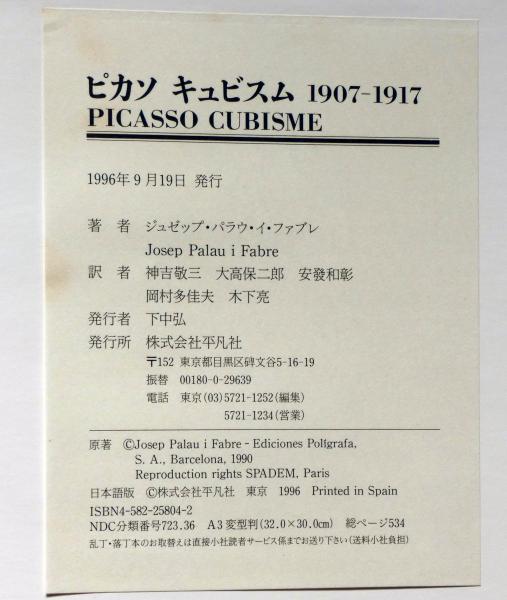 ピカソ キュビスム 1907-1917
PICASSO CUBISME
1996年9月19日 発行
著 者 ジュゼップ・パラウ・イ・ファブレ
Josep Palau i Fabre
訳 者 神吉敬三 大高保二郎 安發和彰
岡村多佳夫 木下亮
発行者 下中弘
発行所 株式会社平凡社
〒152 東京都目黒区碑文谷5-16-19
振替 00180-0-29639
電話 東京(03)5721-1252(編集)
5721-1234(営業)
原著 ©Josep Palau i Fabre - Ediciones Polígrafa,
S. A., Barcelona, 1990
Reproduction rights SPADEM, Paris
日本語版 ©株式会社平凡社 東京 1996 Printed in Spain
ISBN4-582-25804-2
NDC分類番号723.36 A3変型判(32.0×30.0cm) 総ページ534
乱丁・落丁本のお取替えは直接小社読者サービス係までお送り下さい(送料小社負担)